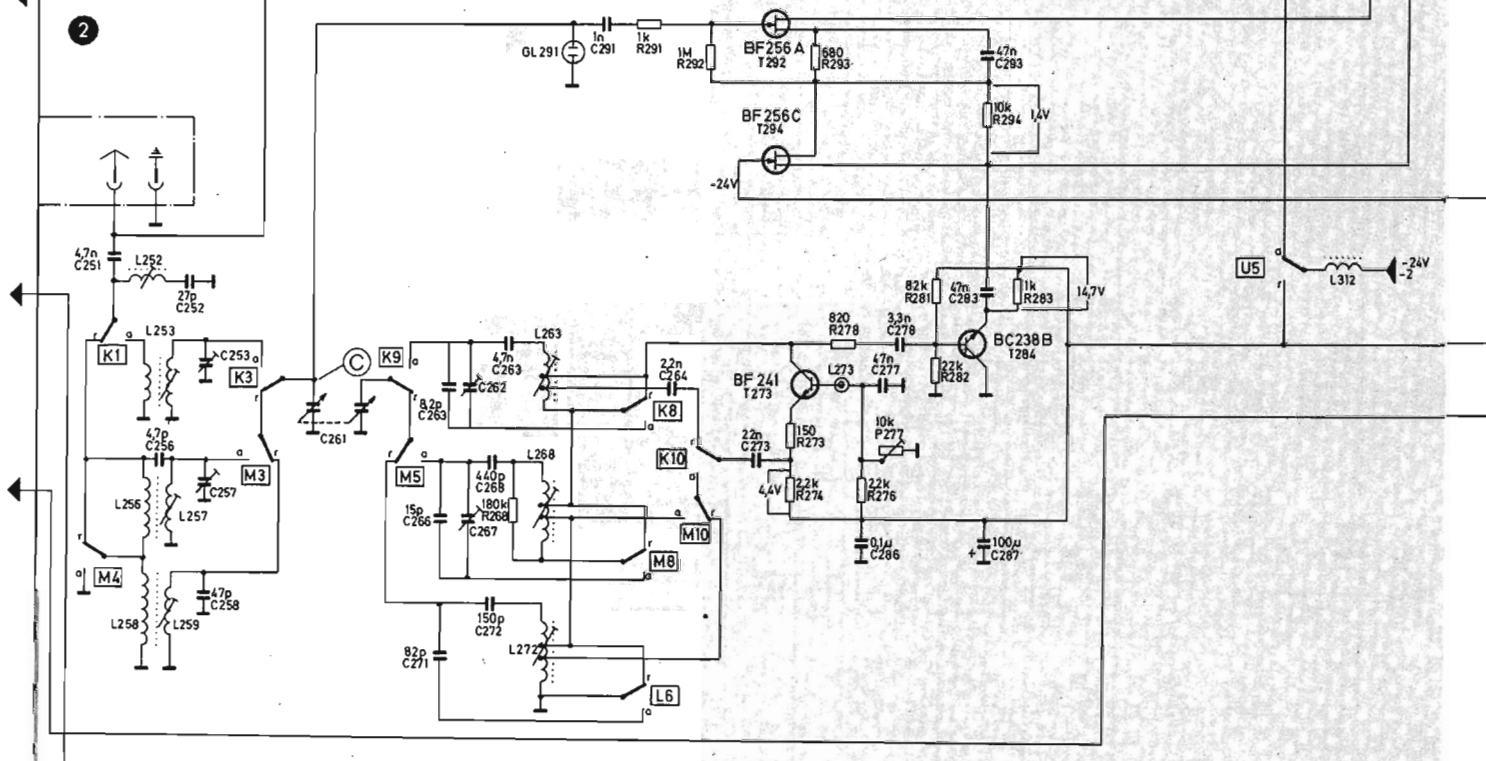 2
1n
C291
1k
R291
GL291
1M
R292
BF256A
T292
680
R293
47n
C293
10k
R294
1,4V
BF256C
T294
-24V
4,7n
C251
L252
27p
C252
a
U5
r
L312
-24V
-2
82k
R281
47n
C283
1k
R283
14,7V
r
K1
a
L253
C253
a
K3
r
C
K9
a
r
C261
8,2p
C263
C262
4,7n
C263
L263
2,2n
C264
r
K8
a
820
R278
3,3n
C278
BC238B
T284
22k
R282
BF241
T273
L273
47n
C277
10k
P277
150
R273
22n
C273
r
K10
a
4,7p
C256
a
M3
r
C257
L256
L257
r
M5
a
440p
C268
L268
15p
C266
C267
180k
R268
a
r
M10
4,4V
2,2k
R274
2,2k
R276
0,1µ
C286
+
100µ
C287
r
M8
a
r
M4
a
47p
C258
L258
L259
150p
C272
82p
C271
L272
r
L6
a